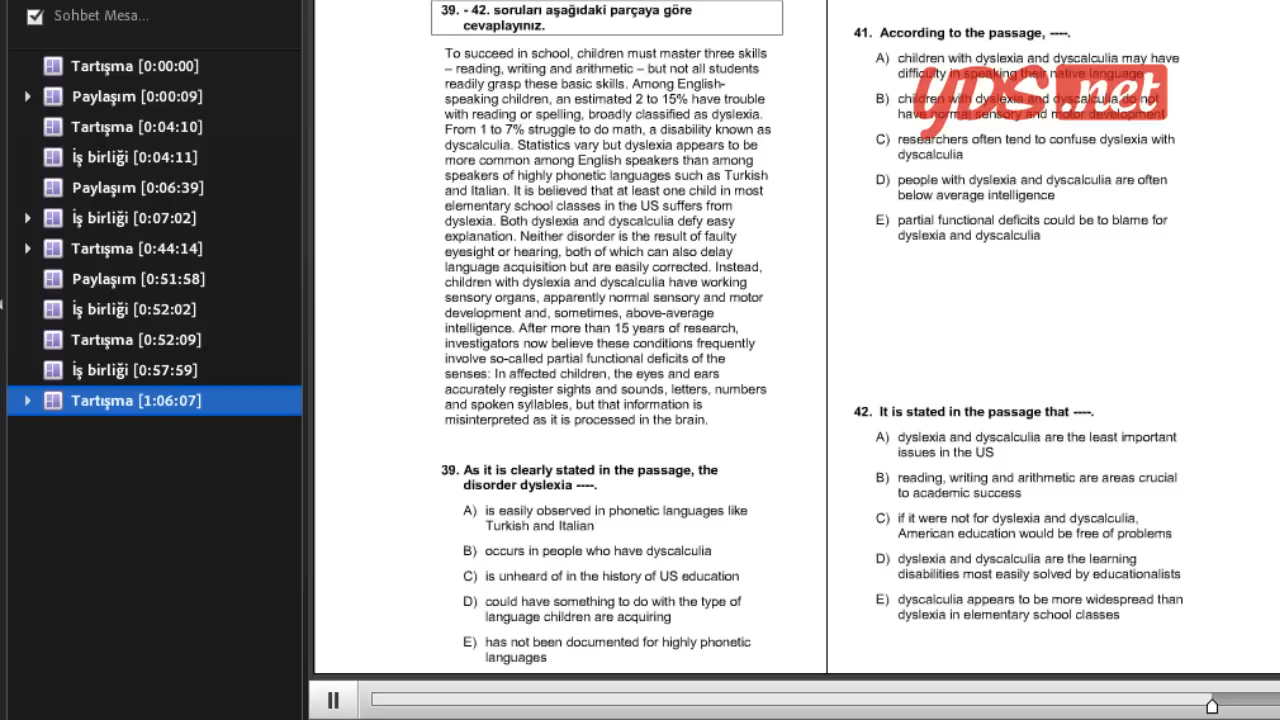 Sohbet Mesa...
Tartışma [0:00:00]
Paylaşım [0:00:09]
Tartışma [0:04:10]
İş birliği [0:04:11]
Paylaşım [0:06:39]
İş birliği [0:07:02]
Tartışma [0:44:14]
Paylaşım [0:51:58]
İş birliği [0:52:02]
Tartışma [0:52:09]
İş birliği [0:57:59]
Tartışma [1:06:07]
39. - 42. soruları aşağıdaki parçaya göre
cevaplayınız.
To succeed in school, children must master three skills
– reading, writing and arithmetic – but not all students
readily grasp these basic skills. Among English-
speaking children, an estimated 2 to 15% have trouble
with reading or spelling, broadly classified as dyslexia.
From 1 to 7% struggle to do math, a disability known as
dyscalculia. Statistics vary but dyslexia appears to be
more common among English speakers than among
speakers of highly phonetic languages such as Turkish
and Italian. It is believed that at least one child in most
elementary school classes in the US suffers from
dyslexia. Both dyslexia and dyscalculia defy easy
explanation. Neither disorder is the result of faulty
eyesight or hearing, both of which can also delay
language acquisition but are easily corrected. Instead,
children with dyslexia and dyscalculia have working
sensory organs, apparently normal sensory and motor
development and, sometimes, above-average
intelligence. After more than 15 years of research,
investigators now believe these conditions frequently
involve so-called partial functional deficits of the
senses: In affected children, the eyes and ears
accurately register sights and sounds, letters, numbers
and spoken syllables, but that information is
misinterpreted as it is processed in the brain.
39. As it is clearly stated in the passage, the
disorder dyslexia ----.
A) is easily observed in phonetic languages like
Turkish and Italian
B) occurs in people who have dyscalculia
C) is unheard of in the history of US education
D) could have something to do with the type of
language children are acquiring
E) has not been documented for highly phonetic
languages
41. According to the passage, ----.
A) children with dyslexia and dyscalculia may have
difficulty in speaking their native language
B) children with dyslexia and dyscalculia do not
have normal sensory and motor development
C) researchers often tend to confuse dyslexia with
dyscalculia
D) people with dyslexia and dyscalculia are often
below average intelligence
E) partial functional deficits could be to blame for
dyslexia and dyscalculia
YDS.net
42. It is stated in the passage that ----.
A) dyslexia and dyscalculia are the least important
issues in the US
B) reading, writing and arithmetic are areas crucial
to academic success
C) if it were not for dyslexia and dyscalculia,
American education would be free of problems
D) dyslexia and dyscalculia are the learning
disabilities most easily solved by educationalists
E) dyscalculia appears to be more widespread than
dyslexia in elementary school classes